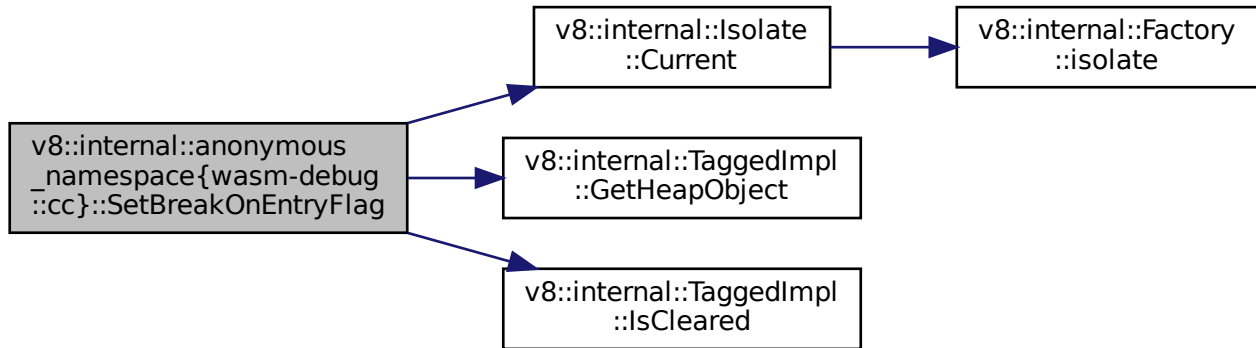 v8::internal::anonymous
_namespace{wasm-debug
::cc}::SetBreakOnEntryFlag
v8::internal::Isolate
::Current
v8::internal::Factory
::isolate
v8::internal::TaggedImpl
::GetHeapObject
v8::internal::TaggedImpl
::IsCleared